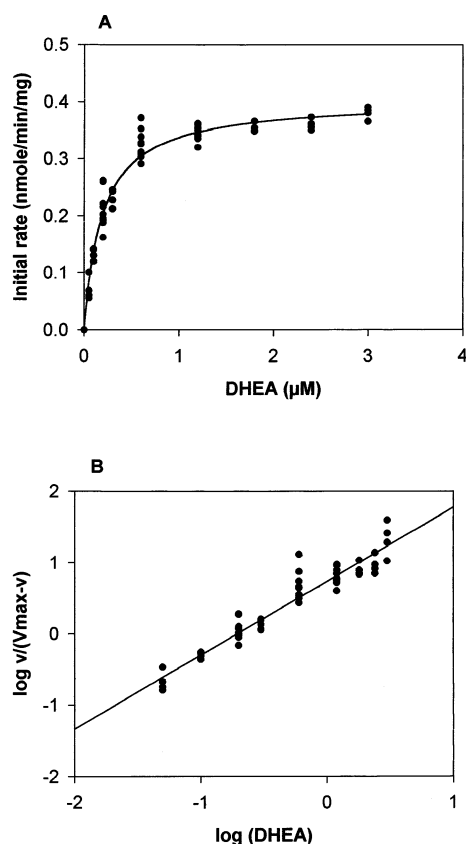 A
0.5
0.4
0.3
0.2
0.1
0.0
Initial rate (nmole/min/mg)
0 1 2 3 4
DHEA (µM)
B
2
1
0
-1
-2
log v/(Vmax-v)
-2 -1 0 1
log (DHEA)